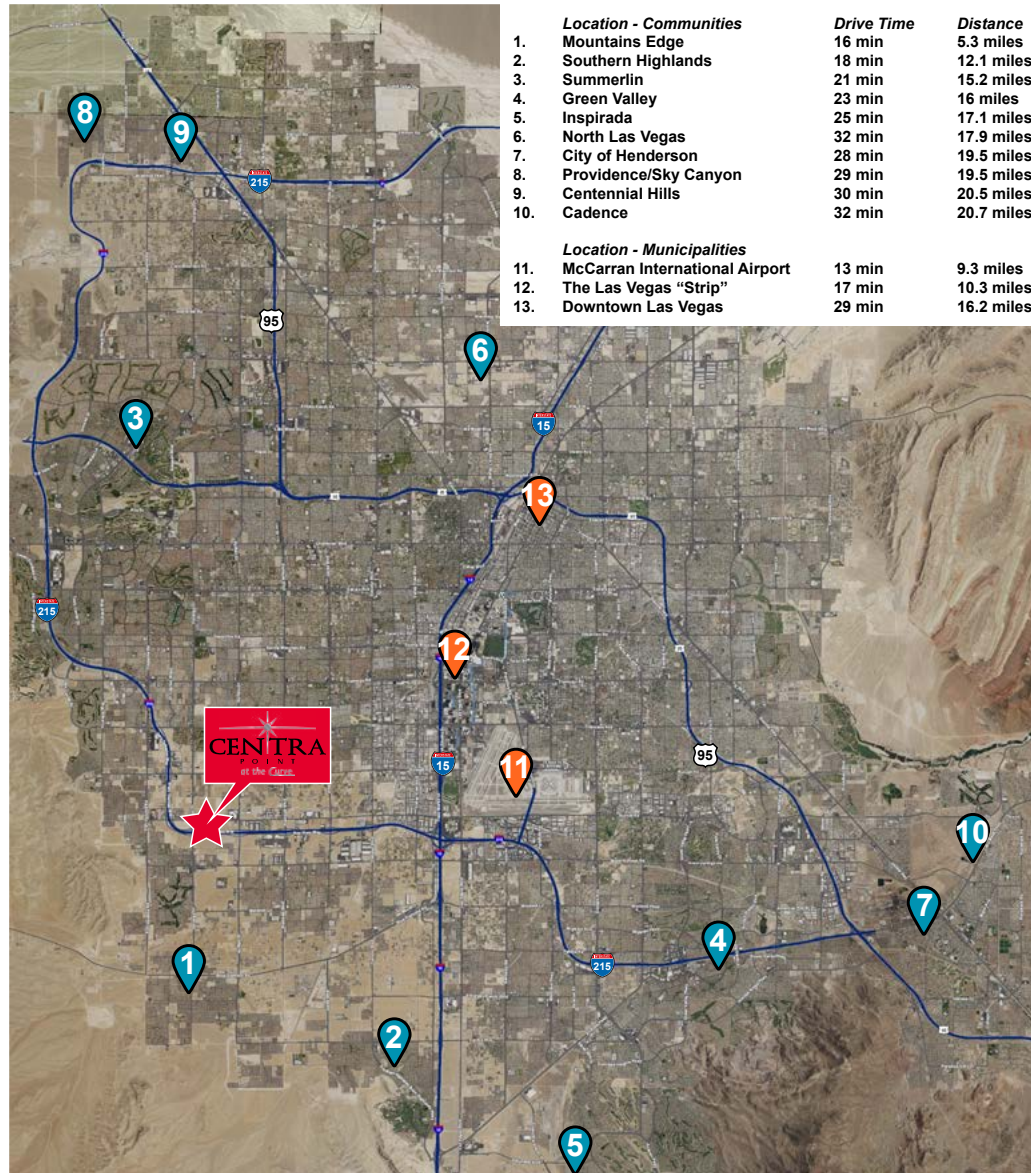 Location - Communities Drive Time Distance
1. Mountains Edge 16 min 5.3 miles
2. Southern Highlands 18 min 12.1 miles
3. Summerlin 21 min 15.2 miles
4. Green Valley 23 min 16 miles
5. Inspirada 25 min 17.1 miles
6. North Las Vegas 32 min 17.9 miles
7. City of Henderson 28 min 19.5 miles
8. Providence/Sky Canyon 29 min 19.5 miles
9. Centennial Hills 30 min 20.5 miles
10. Cadence 32 min 20.7 miles
Location - Municipalities
11. McCarran International Airport 13 min 9.3 miles
12. The Las Vegas “Strip” 17 min 10.3 miles
13. Downtown Las Vegas 29 min 16.2 miles
8
9
215
95
6
3
15
13
215
12
CENTRA
POINT
at the Curve
95
15
11
10
7
4
1
215
2
5